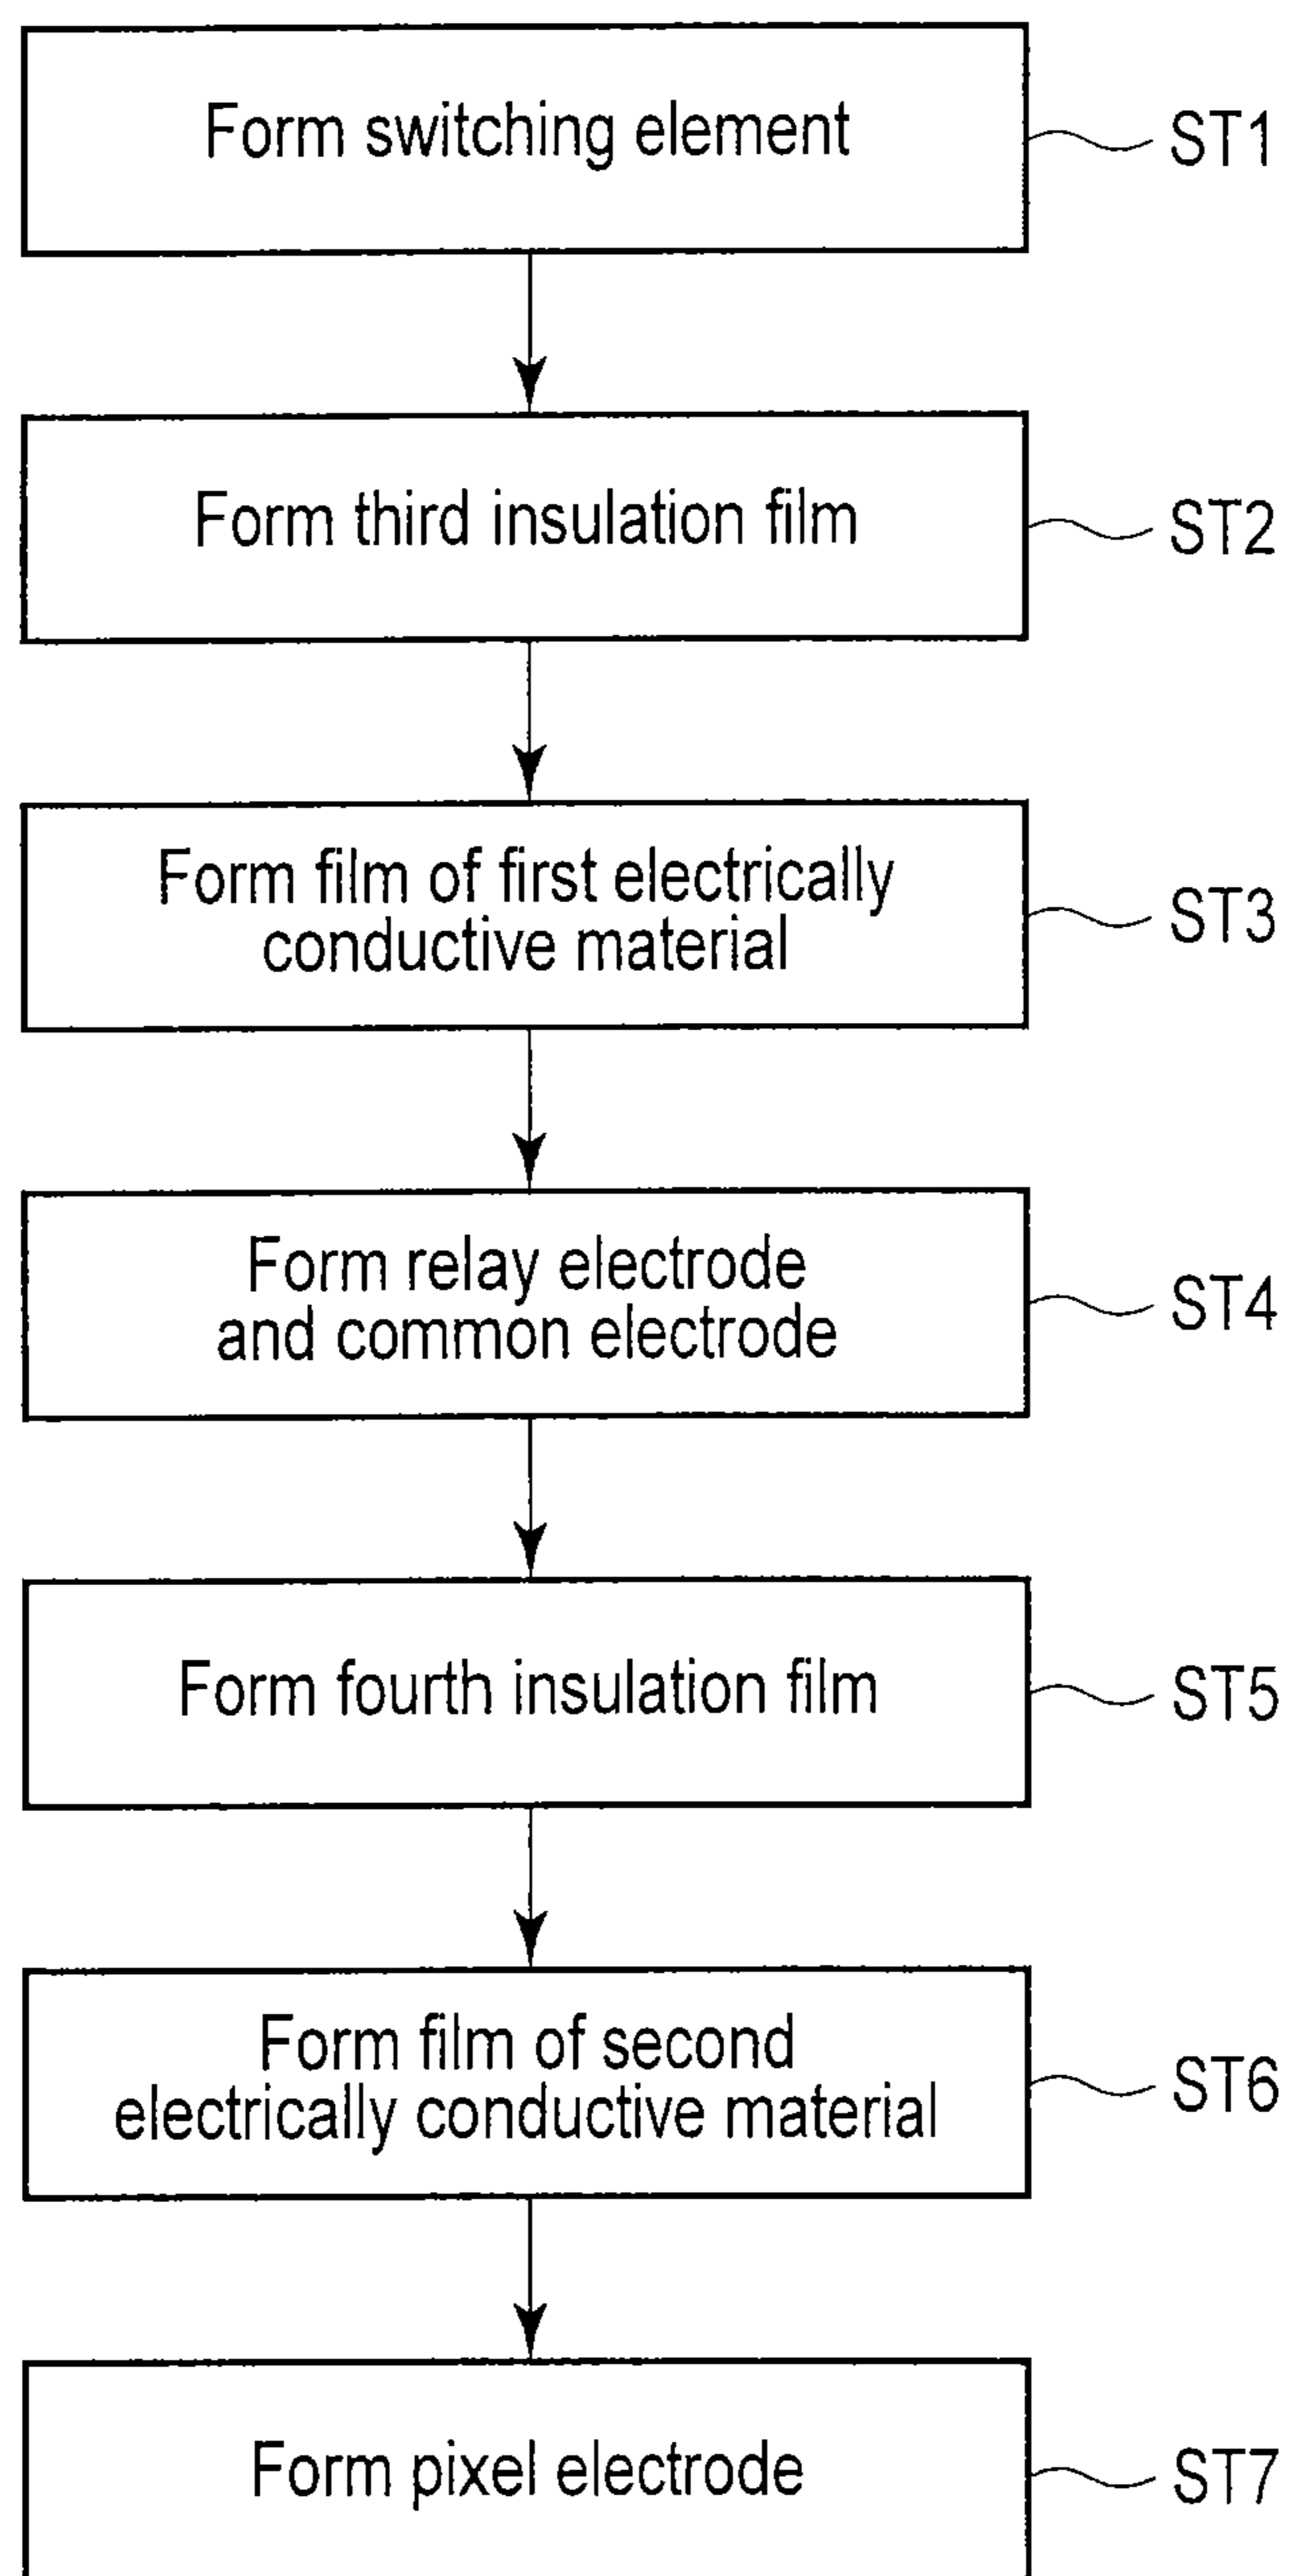 Form switching element
ST1
Form third insulation film
ST2
Form film of first electrically
conductive material
ST3
Form relay electrode
and common electrode
ST4
Form fourth insulation film
ST5
Form film of second
electrically conductive material
ST6
Form pixel electrode
ST7